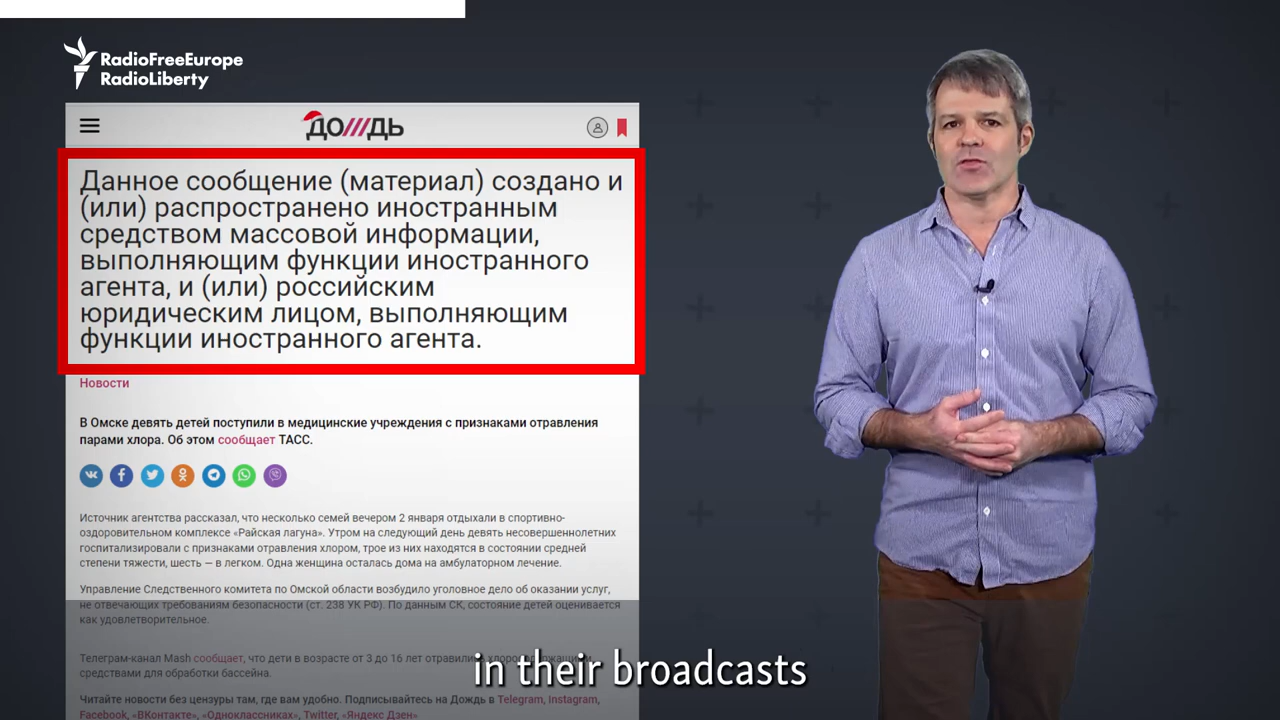 RadioFreeEurope
RadioLiberty
ДО///ДЬ
Данное сообщение (материал) создано и
(или) распространено иностранным
средством массовой информации,
выполняющим функции иностранного
агента, и (или) российским
юридическим лицом, выполняющим
функции иностранного агента.
Новости
В Омске девять детей поступили в медицинские учреждения с признаками отравления
парами хлора. Об этом сообщает ТАСС.
Источник агентства рассказал, что несколько семей вечером 2 января отдыхали в спортивно-
оздоровительном комплексе «Райская лагуна». Утром на следующий день девять несовершеннолетних
госпитализировали с признаками отравления хлором, трое из них находятся в состоянии средней
степени тяжести, шесть — в легком. Одна женщина осталась дома на амбулаторном лечение.
Управление Следственного комитета по Омской области возбудило уголовное дело об оказании услуг,
не отвечающих требованиям безопасности (ст. 238 УК РФ). По данным СК, состояние детей оценивается
как удовлетворительное.
Телеграм-канал Mash сообщает, что дети в возрасте от 3 до 16 лет
средствами для обработки бассейна.
in their broadcasts
Читайте новости без цензуры там, где вам удобно. Подписывайтесь на Дождь в Telegram, Instagram,
Facebook, «ВКонтакте», «Одноклассниках», Twitter, «Яндекс Дзен»